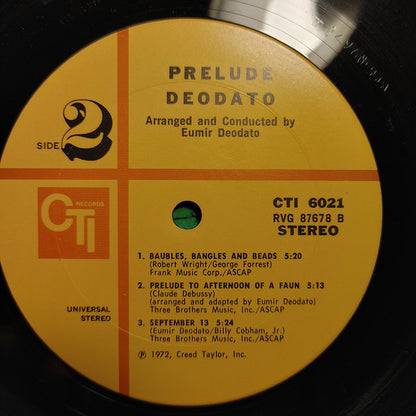 PRELUDE
DEODATO
Arranged and Conducted by
Eumir Deodato
SIDE 2
CTI RECORDS
CTI 6021
RVG 87678 B
STEREO
1. BAUBLES, BANGLES AND BEADS 5:20
(Robert Wright/George Forrest)
Frank Music Corp./ASCAP
2. PRELUDE TO AFTERNOON OF A FAUN 5:13
(Claude Debussy)
(arranged and adapted by Eumir Deodato)
Three Brothers Music, Inc./ASCAP
3. SEPTEMBER 13 5:24
(Eumir Deodato/Billy Cobham, Jr.)
Three Brothers Music, Inc./ASCAP
UNIVERSAL
STEREO
℗ 1972, Creed Taylor, Inc.